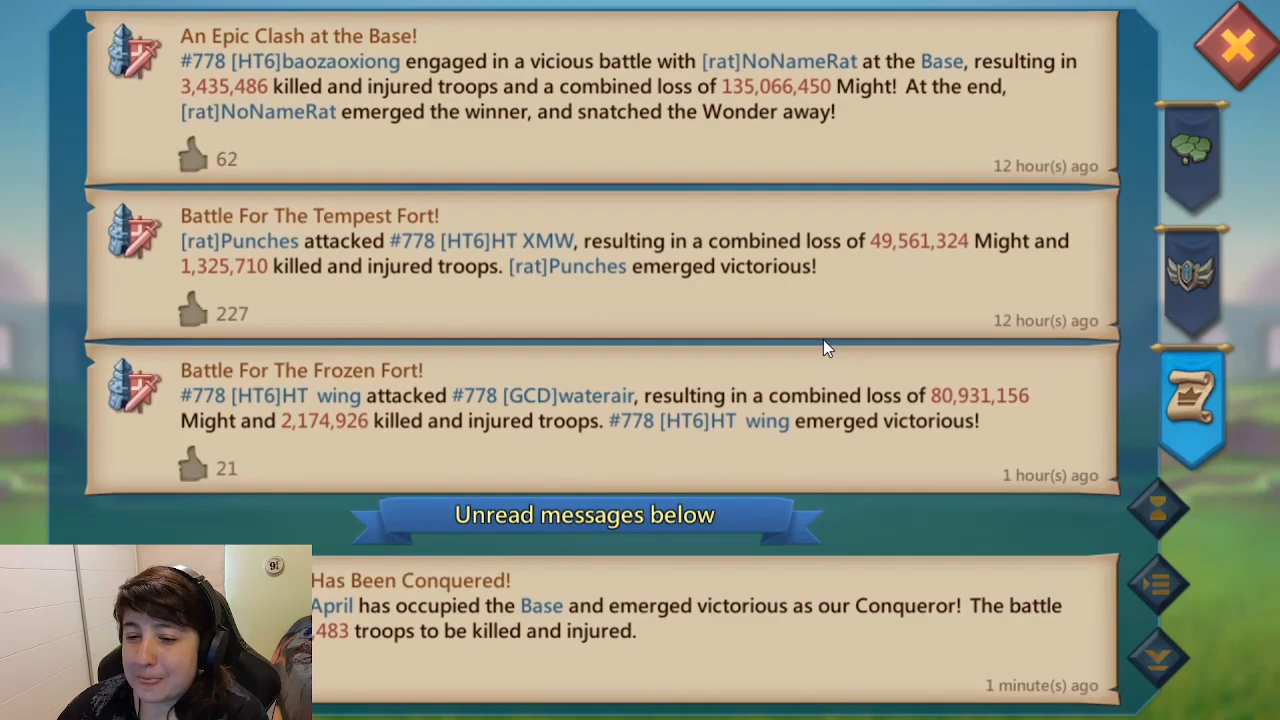 An Epic Clash at the Base!
#778 [HT6]baozaoxiong engaged in a vicious battle with [rat]NoNameRat at the Base, resulting in
3,435,486 killed and injured troops and a combined loss of 135,066,450 Might! At the end,
[rat]NoNameRat emerged the winner, and snatched the Wonder away!
62
12 hour(s) ago
Battle For The Tempest Fort!
[rat]Punches attacked #778 [HT6]HT XMW, resulting in a combined loss of 49,561,324 Might and
1,325,710 killed and injured troops. [rat]Punches emerged victorious!
227
12 hour(s) ago
Battle For The Frozen Fort!
#778 [HT6]HT wing attacked #778 [GCD]waterair, resulting in a combined loss of 80,931,156
Might and 2,174,926 killed and injured troops. #778 [HT6]HT wing emerged victorious!
21
1 hour(s) ago
Unread messages below
Has Been Conquered!
April has occupied the Base and emerged victorious as our Conqueror! The battle
483 troops to be killed and injured.
1 minute(s) ago